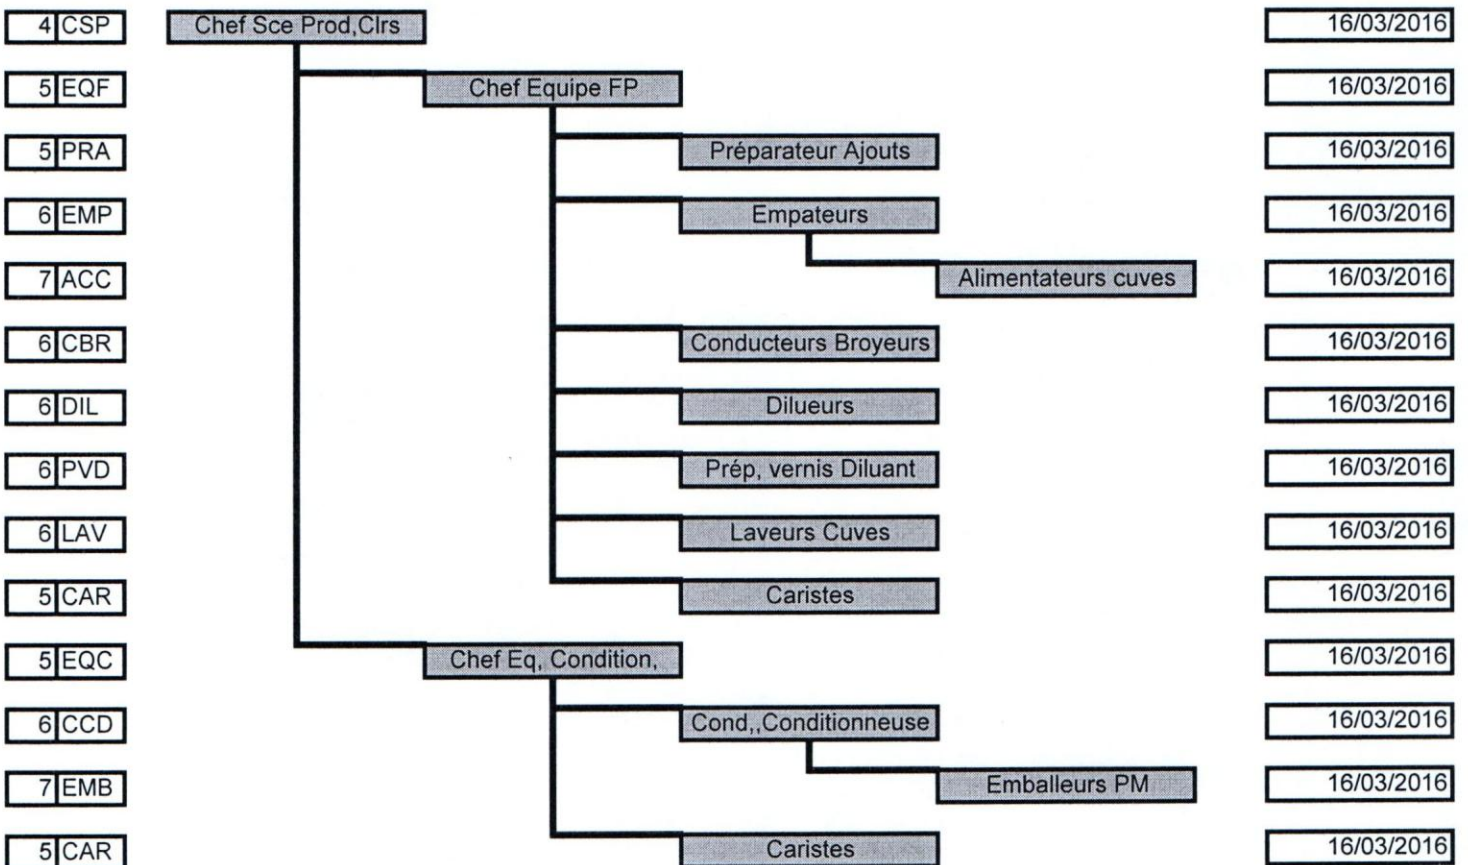 4 CSP Chef Sce Prod,Clrs 16/03/2016
5 EQF Chef Equipe FP 16/03/2016
5 PRA Préparateur Ajouts 16/03/2016
6 EMP Empateurs 16/03/2016
7 ACC Alimentateurs cuves 16/03/2016
6 CBR Conducteurs Broyeurs 16/03/2016
6 DIL Dilueurs 16/03/2016
6 PVD Prép, vernis Diluant 16/03/2016
6 LAV Laveurs Cuves 16/03/2016
5 CAR Caristes 16/03/2016
5 EQC Chef Eq, Condition, 16/03/2016
6 CCD Cond,,Conditionneuse 16/03/2016
7 EMB Emballeurs PM 16/03/2016
5 CAR Caristes 16/03/2016